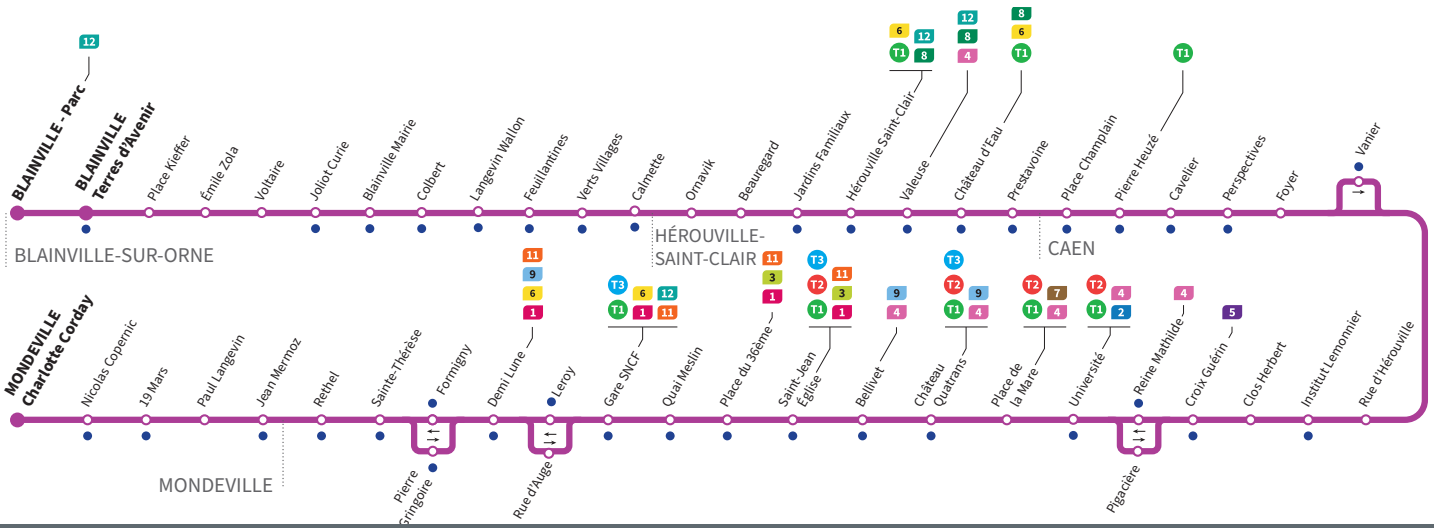 12
BLAINVILLE - Parc
BLAINVILLE
Terres d'Avenir
Place Kieffer
Émile Zola
Voltaire
Joliot Curie
Blainville Mairie
Colbert
Langevin Wallon
Feuillantines
Verts Villages
Calmette
Ornavik
Beauregard
Jardins Familiaux
6
T1
12
8
Hérouville Saint-Clair
12
8
4
Valeuse
8
6
T1
Château d'Eau
Prestavoine
Place Champlain
T1
Pierre Heuzé
Cavelier
Perspectives
Foyer
Vanier
BLAINVILLE-SUR-ORNE
HÉROUVILLE-
SAINT-CLAIR
CAEN
MONDEVILLE
Charlotte Corday
Nicolas Copernic
19 Mars
Paul Langevin
Jean Mermoz
Rethel
Sainte-Thérèse
Formigny
Pierre
Gringoire
11
9
6
1
Demi Lune
Leroy
Rue d'Auge
T3
T1
6
12
1
11
Gare SNCF
Quai Meslin
11
3
1
Place du 36ème
T3
T2
11
3
T1
1
Saint-Jean
Église
9
4
Bellivet
T3
T2
9
T1
4
Château
Quatrans
T2
7
T1
4
Place de
la Mare
T2
4
T1
2
Université
4
Reine Mathilde
Pigacière
5
Croix Guérin
Clos Herbert
Institut Lemonnier
Rue d'Hérouville
MONDEVILLE